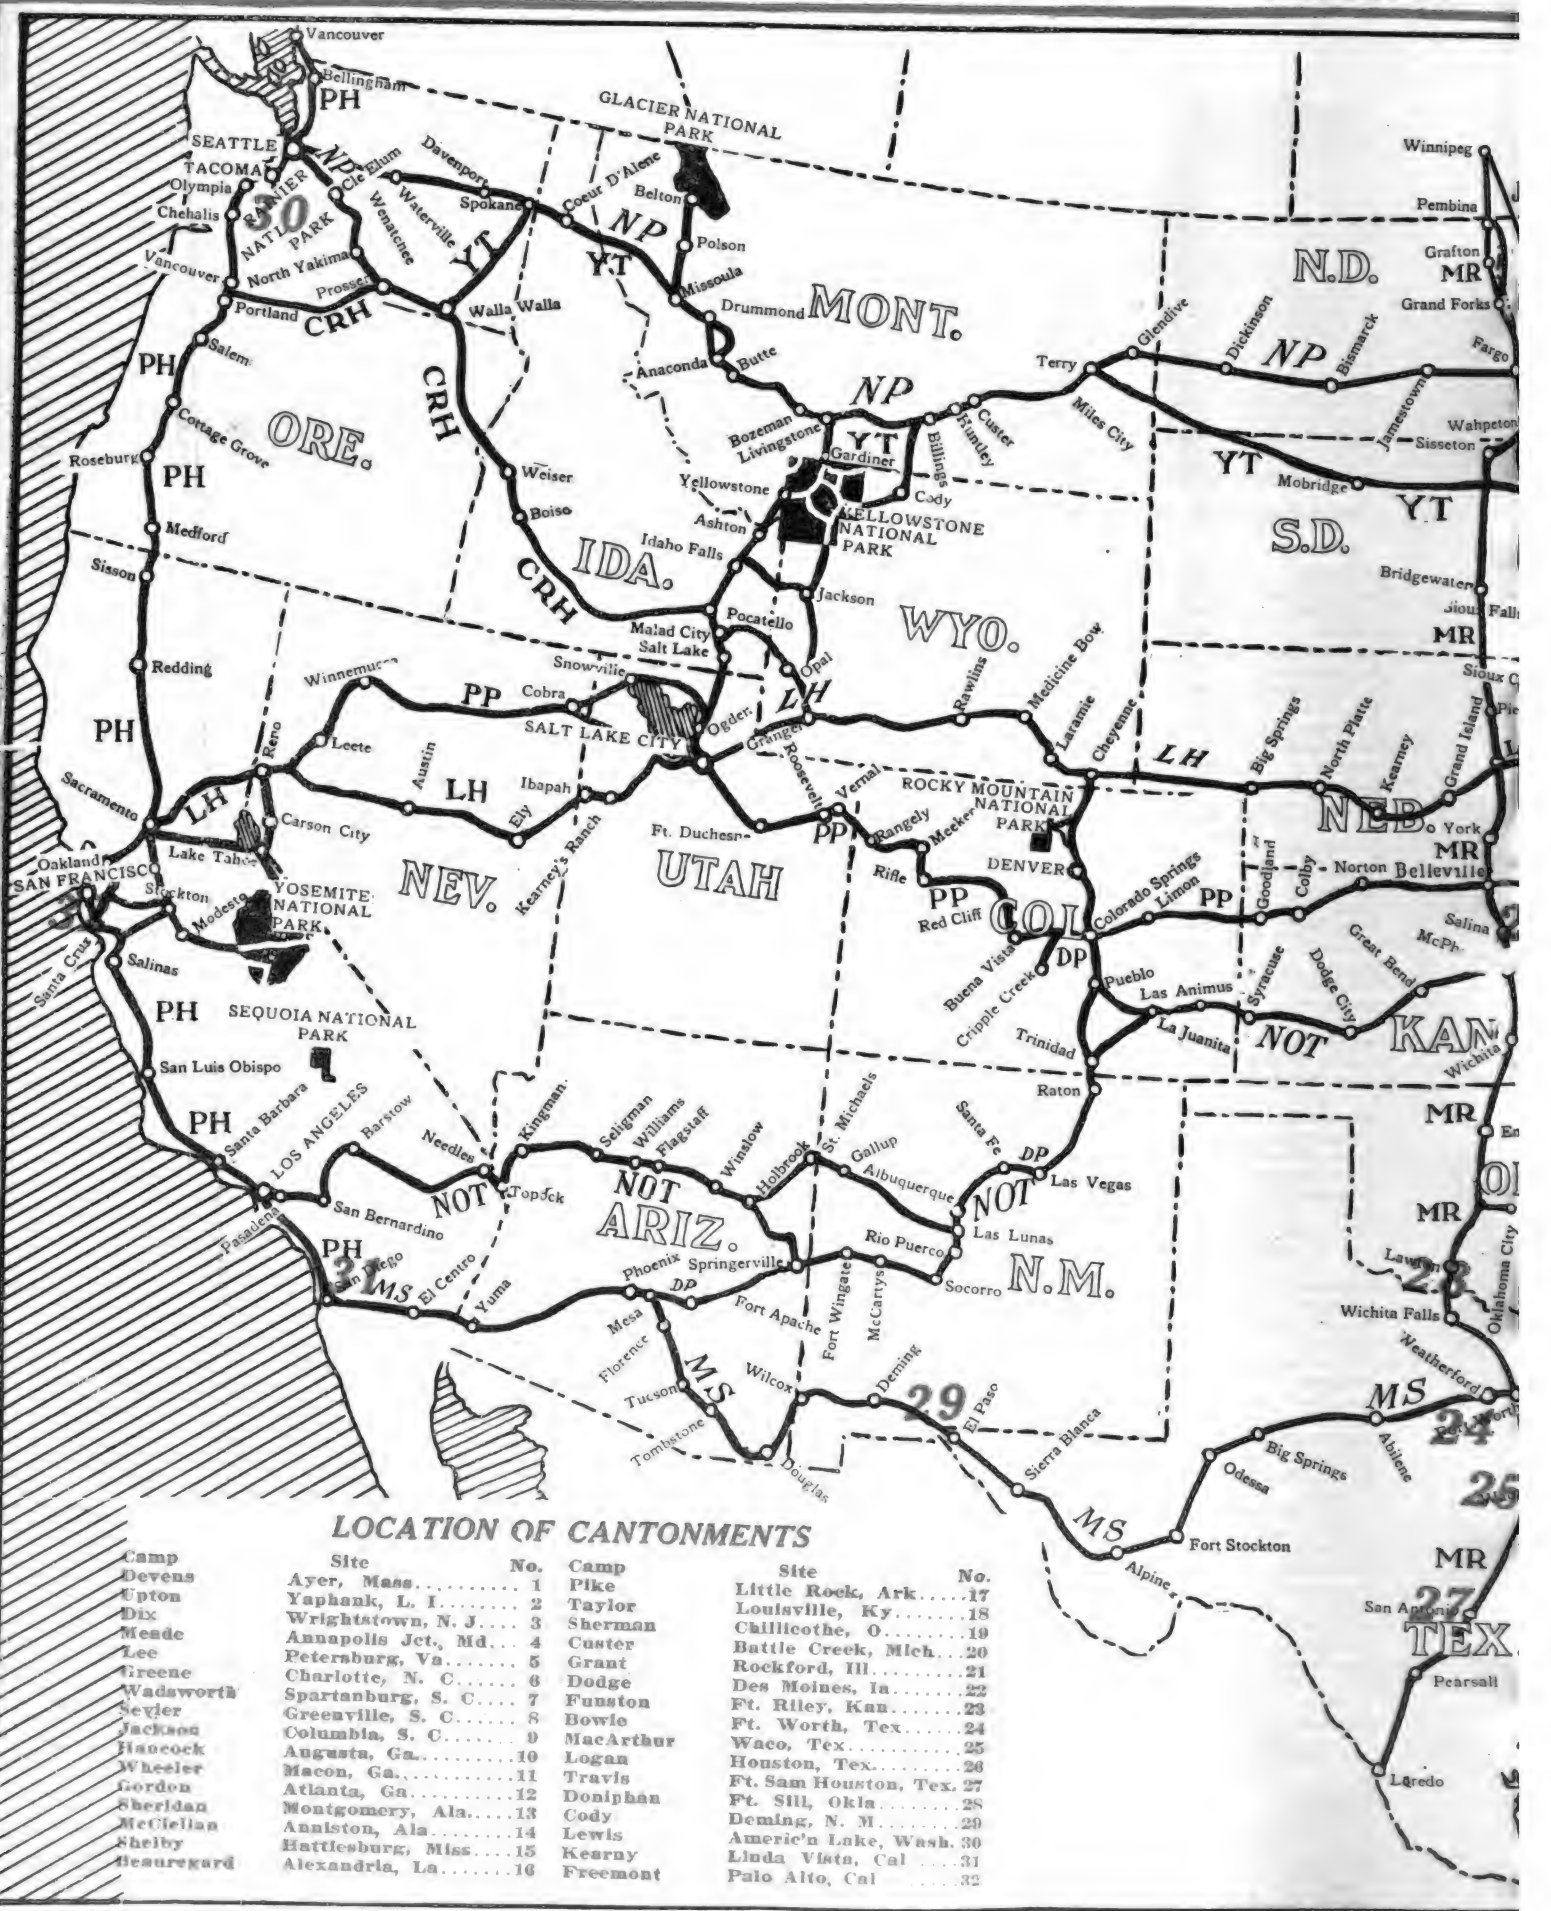 Vancouver
Bellingham
PH
GLACIER NATIONAL
PARK
SEATTLE
NP
TACOMA
Olympia
Chehalis
RAINIER
NAT'L
PARK
30
Cle Elum
Davenport
Spokane
Waterville
Wenatchee
Coeur D'Alene
Belton
NP
YT
YT
Polson
Missoula
Winnipeg
Pembina
Grafton
MR
Grand Forks
Fargo
N.D.
Vancouver
North Yakima
Prosser
Portland
CRH
Walla Walla
Drummond
MONT.
Glendive
Dickinson
NP
Bismarck
Jamestown
Terry
Miles City
Salem
PH
CRH
Anaconda
Butte
NP
Cottage Grove
ORE.
Roseburg
PH
Bozeman
Livingstone
YT
Gardiner
Billings
Huntley
Custer
Wahpeton
Sisseton
YT
Mobridge
YT
Weiser
Yellowstone
Cody
Boise
Ashton
YELLOWSTONE
NATIONAL
PARK
S.D.
Medford
Sisson
Idaho Falls
IDA.
CRH
Jackson
Bridgewater
Sioux Falls
MR
Pocatello
Malad City
Salt Lake
WYO.
Medicine Bow
Redding
Winnemucca
Snowville
Cobra
PP
Opal
LH
Rawlins
Laramie
Cheyenne
Sioux C
Pie
Grand Island
SALT LAKE CITY
Ogden
Granger
LH
Big Springs
North Platte
Kearney
PH
Reno
Leete
Austin
LH
Ibapah
Ely
Kearney's Ranch
Roosevelt
Vernal
ROCKY MOUNTAIN
NATIONAL
PARK
NEB.
York
MR
Sacramento
LH
Carson City
Lake Tahoe
Ft. Duchesne
PP
Rangely
Meeker
UTAH
Rifle
DENVER
Goodland
Colby
Norton
Belleville
Oakland
SAN FRANCISCO
Stockton
Modesto
YOSEMITE
NATIONAL
PARK
NEV.
PP
Red Cliff
COL
Colorado Springs
Limon
PP
Salina
McPh
Santa Cruz
Salinas
Buena Vista
Cripple Creek
DP
Pueblo
Las Animus
Syracuse
Dodge City
Great Bend
PH
SEQUOIA NATIONAL
PARK
Trinidad
La Juanita
NOT
KAN
Wichita
San Luis Obispo
Raton
PH
Santa Barbara
LOS ANGELES
Barstow
Needles
Kingman
Seligman
Williams
Flagstaff
Winslow
Holbrook
St. Michaels
Gallup
Santa Fe
DP
MR
En
Albuquerque
NOT
Las Vegas
Pasadena
San Bernardino
NOT
Topock
NOT
ARIZ.
Las Lunas
MR
PH
31
San Diego
MS
El Centro
Yuma
Phoenix
DP
Springerville
Rio Puerco
Socorro
N.M.
Lawton
28
Oklahoma City
Mesa
Fort Apache
Fort Wingate
McCartys
Wichita Falls
Florence
MS
Tucson
Wilcox
Deming
29
El Paso
Weatherford
MS
24
Worth
Tombstone
Douglas
Sierra Blanca
Odessa
Big Springs
Abilene
25
MS
Alpine
Fort Stockton
MR
27
San Antonio
TEX.
Pearsall
Laredo
LOCATION OF CANTONMENTS
Camp Site No.
Devens Ayer, Mass.......... 1
Upton Yaphank, L. I....... 2
Dix Wrightstown, N. J.... 3
Meade Annapolis Jct., Md... 4
Lee Petersburg, Va....... 5
Greene Charlotte, N. C...... 6
Wadsworth Spartanburg, S. C.... 7
Sevier Greenville, S. C...... 8
Jackson Columbia, S. C....... 9
Hancock Augusta, Ga......... 10
Wheeler Macon, Ga.......... 11
Gordon Atlanta, Ga......... 12
Sheridan Montgomery, Ala..... 13
McClellan Anniston, Ala........ 14
Shelby Hattiesburg, Miss.... 15
Beauregard Alexandria, La....... 16
Camp Site No.
Pike Little Rock, Ark.....17
Taylor Louisville, Ky.......18
Sherman Chillicothe, O........19
Custer Battle Creek, Mich...20
Grant Rockford, Ill.........21
Dodge Des Moines, Ia.......22
Funston Ft. Riley, Kan.......23
Bowie Ft. Worth, Tex......24
MacArthur Waco, Tex...........25
Logan Houston, Tex.........26
Travis Ft. Sam Houston, Tex. 27
Doniphan Ft. Sill, Okla........28
Cody Deming, N. M........29
Lewis Americ'n Lake, Wash. 30
Kearny Linda Vista, Cal ....31
Freemont Palo Alto, Cal .....32